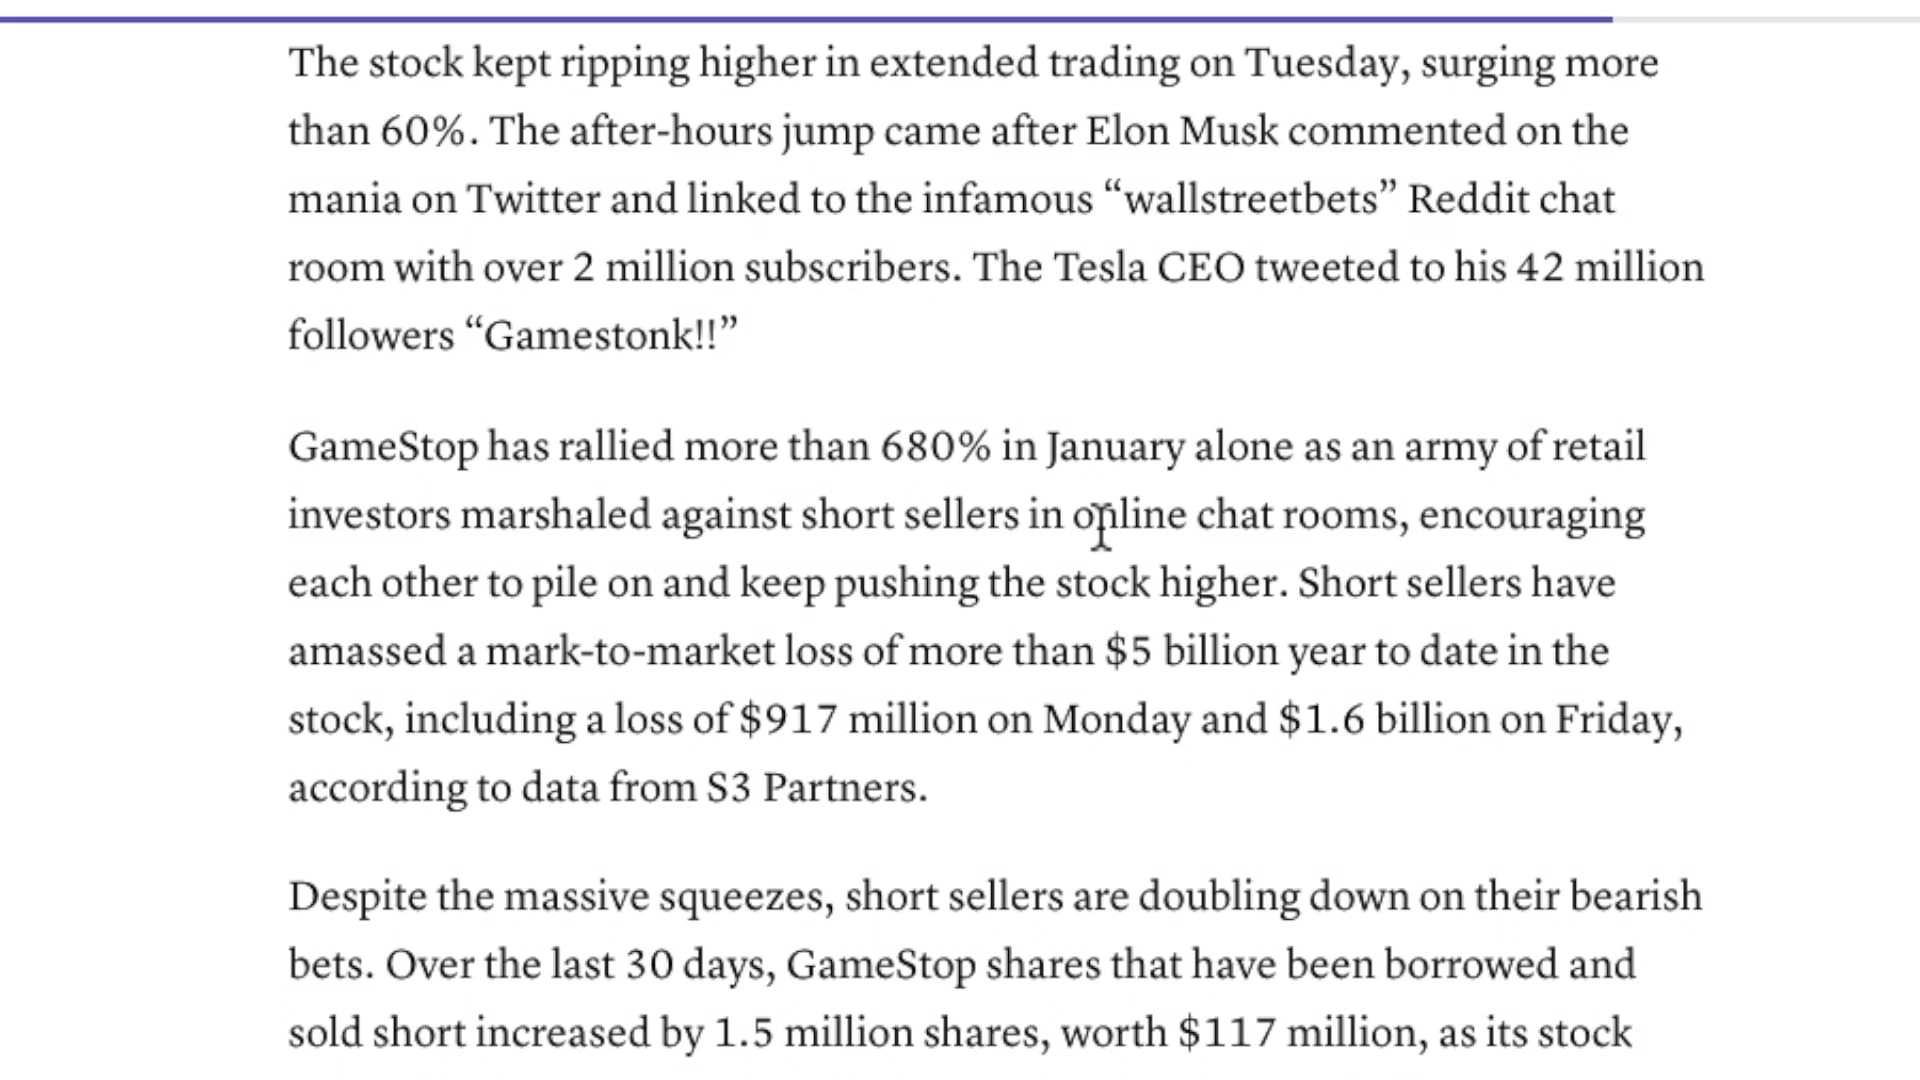 The stock kept ripping higher in extended trading on Tuesday, surging more
than 60%. The after-hours jump came after Elon Musk commented on the
mania on Twitter and linked to the infamous “wallstreetbets” Reddit chat
room with over 2 million subscribers. The Tesla CEO tweeted to his 42 million
followers “Gamestonk!!”
GameStop has rallied more than 680% in January alone as an army of retail
investors marshaled against short sellers in online chat rooms, encouraging
each other to pile on and keep pushing the stock higher. Short sellers have
amassed a mark-to-market loss of more than $5 billion year to date in the
stock, including a loss of $917 million on Monday and $1.6 billion on Friday,
according to data from S3 Partners.
Despite the massive squeezes, short sellers are doubling down on their bearish
bets. Over the last 30 days, GameStop shares that have been borrowed and
sold short increased by 1.5 million shares, worth $117 million, as its stock